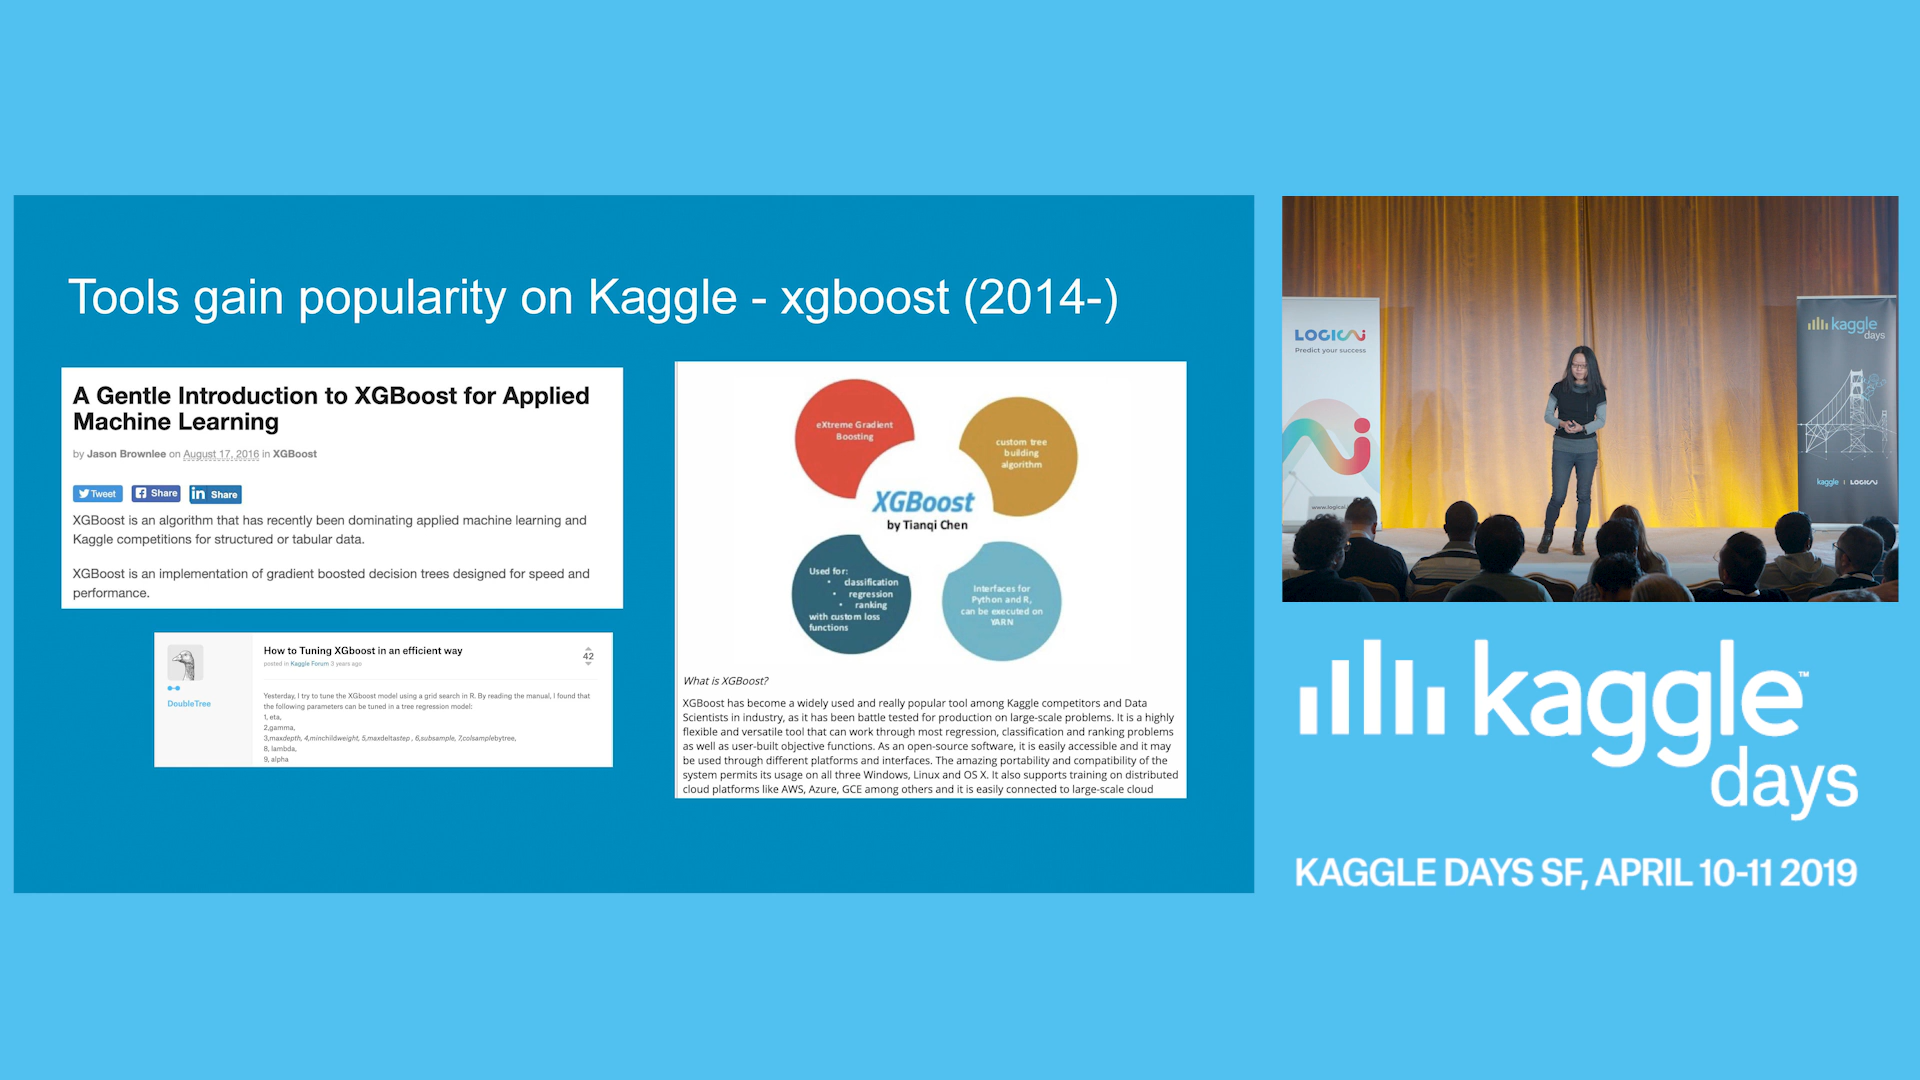 Tools gain popularity on Kaggle - xgboost (2014-)
A Gentle Introduction to XGBoost for Applied
Machine Learning
by Jason Brownlee on August 17, 2016 in XGBoost
Tweet
Share
in Share
XGBoost is an algorithm that has recently been dominating applied machine learning and
Kaggle competitions for structured or tabular data.
XGBoost is an implementation of gradient boosted decision trees designed for speed and
performance.
How to Tuning XGboost in an efficient way
posted in Kaggle Forum 3 years ago
42
DoubleTree
Yesterday, I try to tune the XGBoost model using a grid search in R. By reading the manual, I found that
the following parameters can be tuned in a tree regression model:
1, eta,
2,gamma,
3,maxdepth, 4,minchildweight, 5,maxdeltastep , 6,subsample, 7,colsamplebytree,
8, lambda,
9, alpha
eXtreme Gradient
Boosting
custom tree
building
algorithm
XGBoost
by Tianqi Chen
Used for:
• classification
• regression
• ranking
with custom loss
functions
Interfaces for
Python and R,
can be executed on
YARN
What is XGBoost?
XGBoost has become a widely used and really popular tool among Kaggle competitors and Data
Scientists in industry, as it has been battle tested for production on large-scale problems. It is a highly
flexible and versatile tool that can work through most regression, classification and ranking problems
as well as user-built objective functions. As an open-source software, it is easily accessible and it may
be used through different platforms and interfaces. The amazing portability and compatibility of the
system permits its usage on all three Windows, Linux and OS X. It also supports training on distributed
cloud platforms like AWS, Azure, GCE among others and it is easily connected to large-scale cloud
LOGICAI
Predict your success
www.logicai
kaggle
days
kaggle | LOGICAI
kaggle™
days
KAGGLE DAYS SF, APRIL 10-11 2019